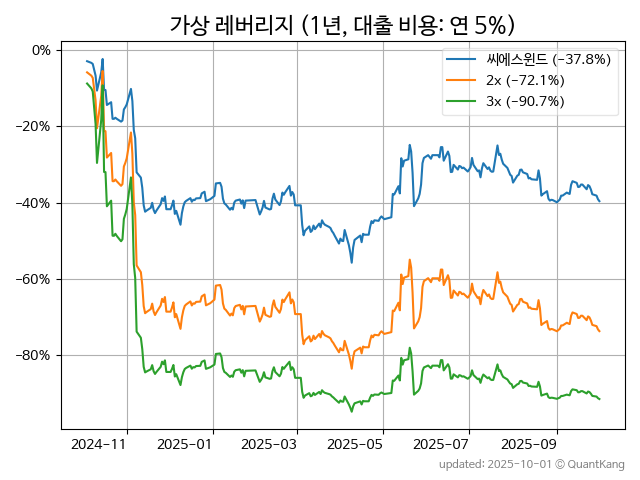 가상 레버리지 (1년, 대출 비용: 연 5%)
씨에스윈드 (−37.8%)
2x (−72.1%)
3x (−90.7%)
0%
−20%
−40%
−60%
−80%
2024-11
2025-01
2025-03
2025-05
2025-07
2025-09
updated: 2025-10-01 © QuantKang